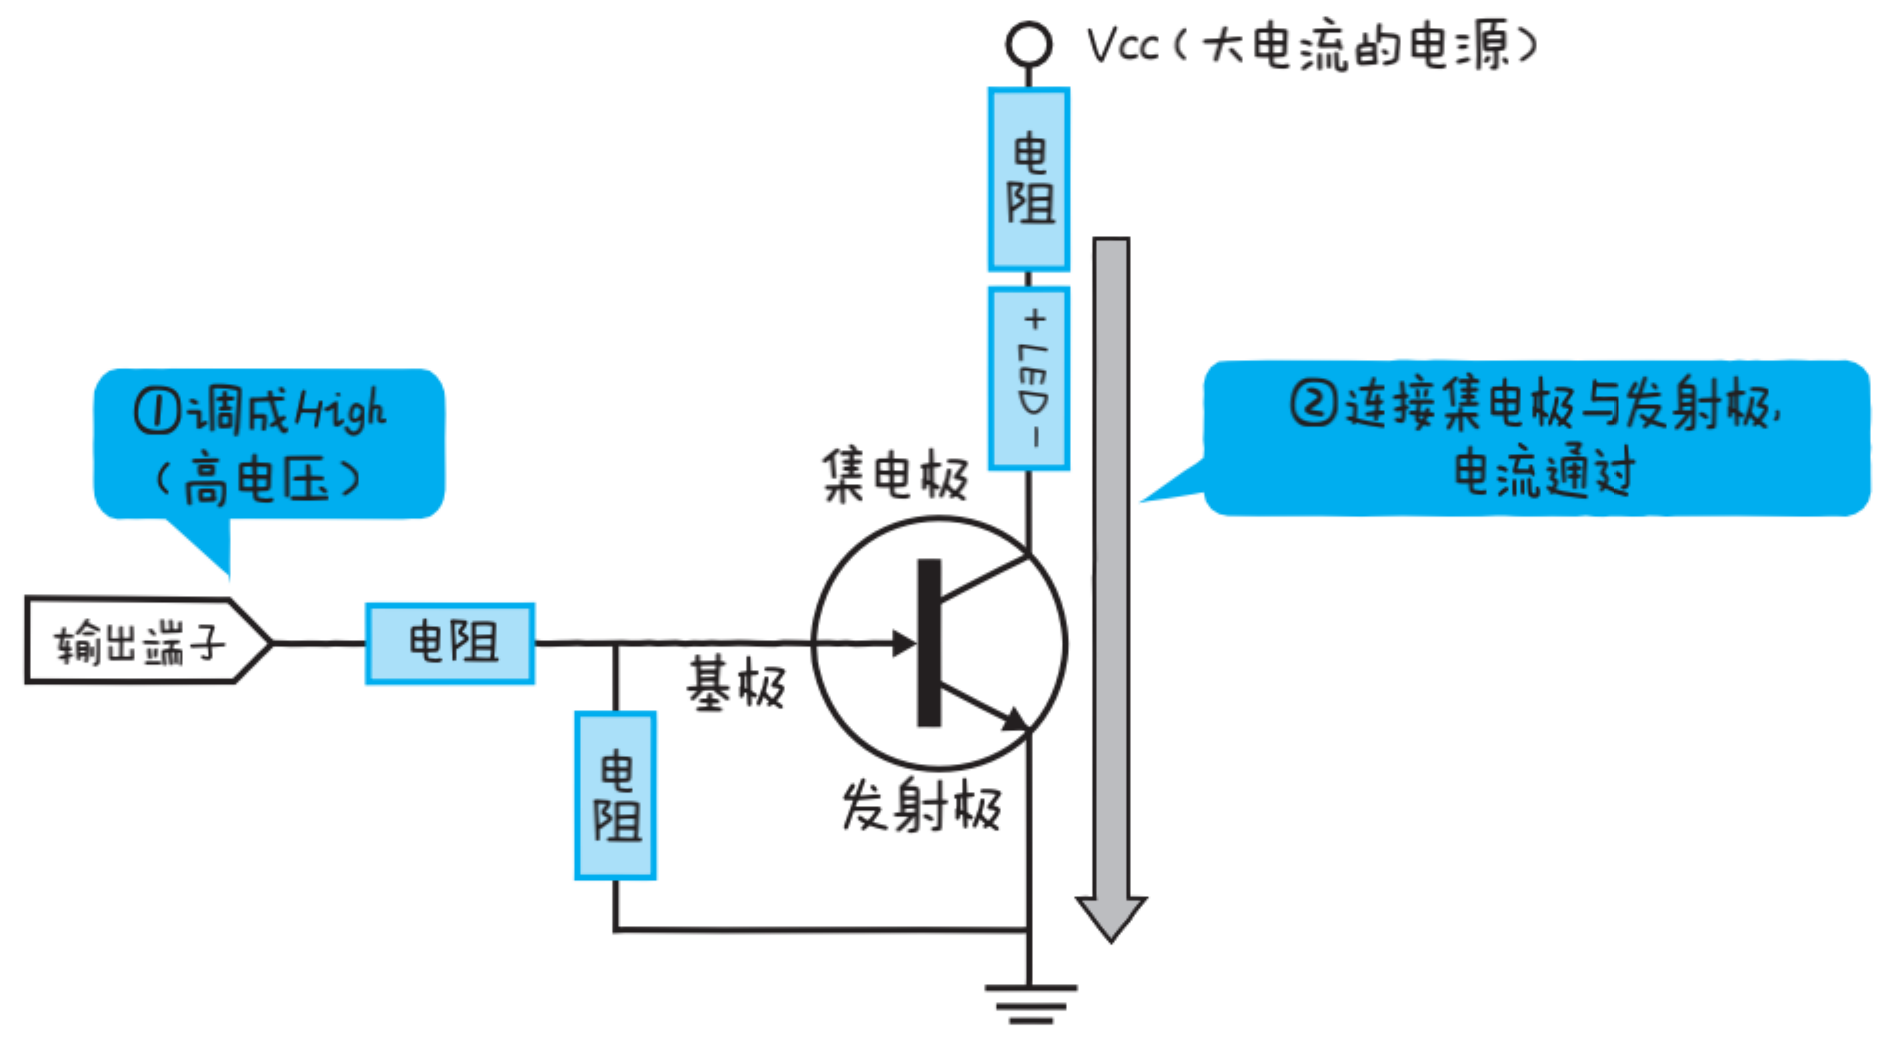 Vcc(大电流的电源)
电
阻
+LED-
①调成High
(高电压)
②连接集电极与发射极,
电流通过
集电极
输出端子
电阻
基极
电
阻
发射极